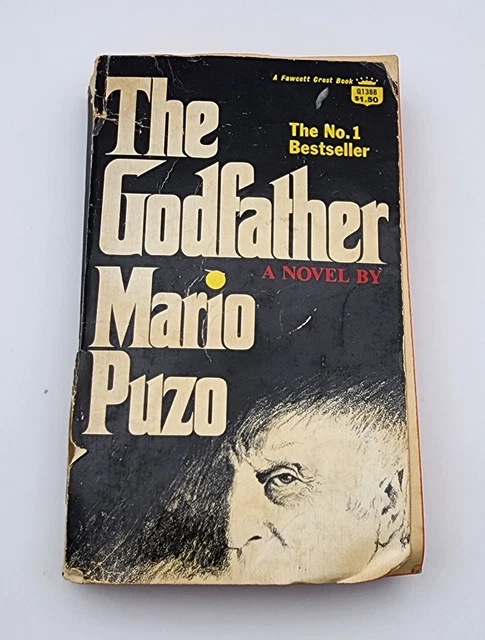 A Fawcett Crest Book
Q1388
$1.50
The No.1
Bestseller
The
Godfather
A NOVEL BY
Mario
Puzo